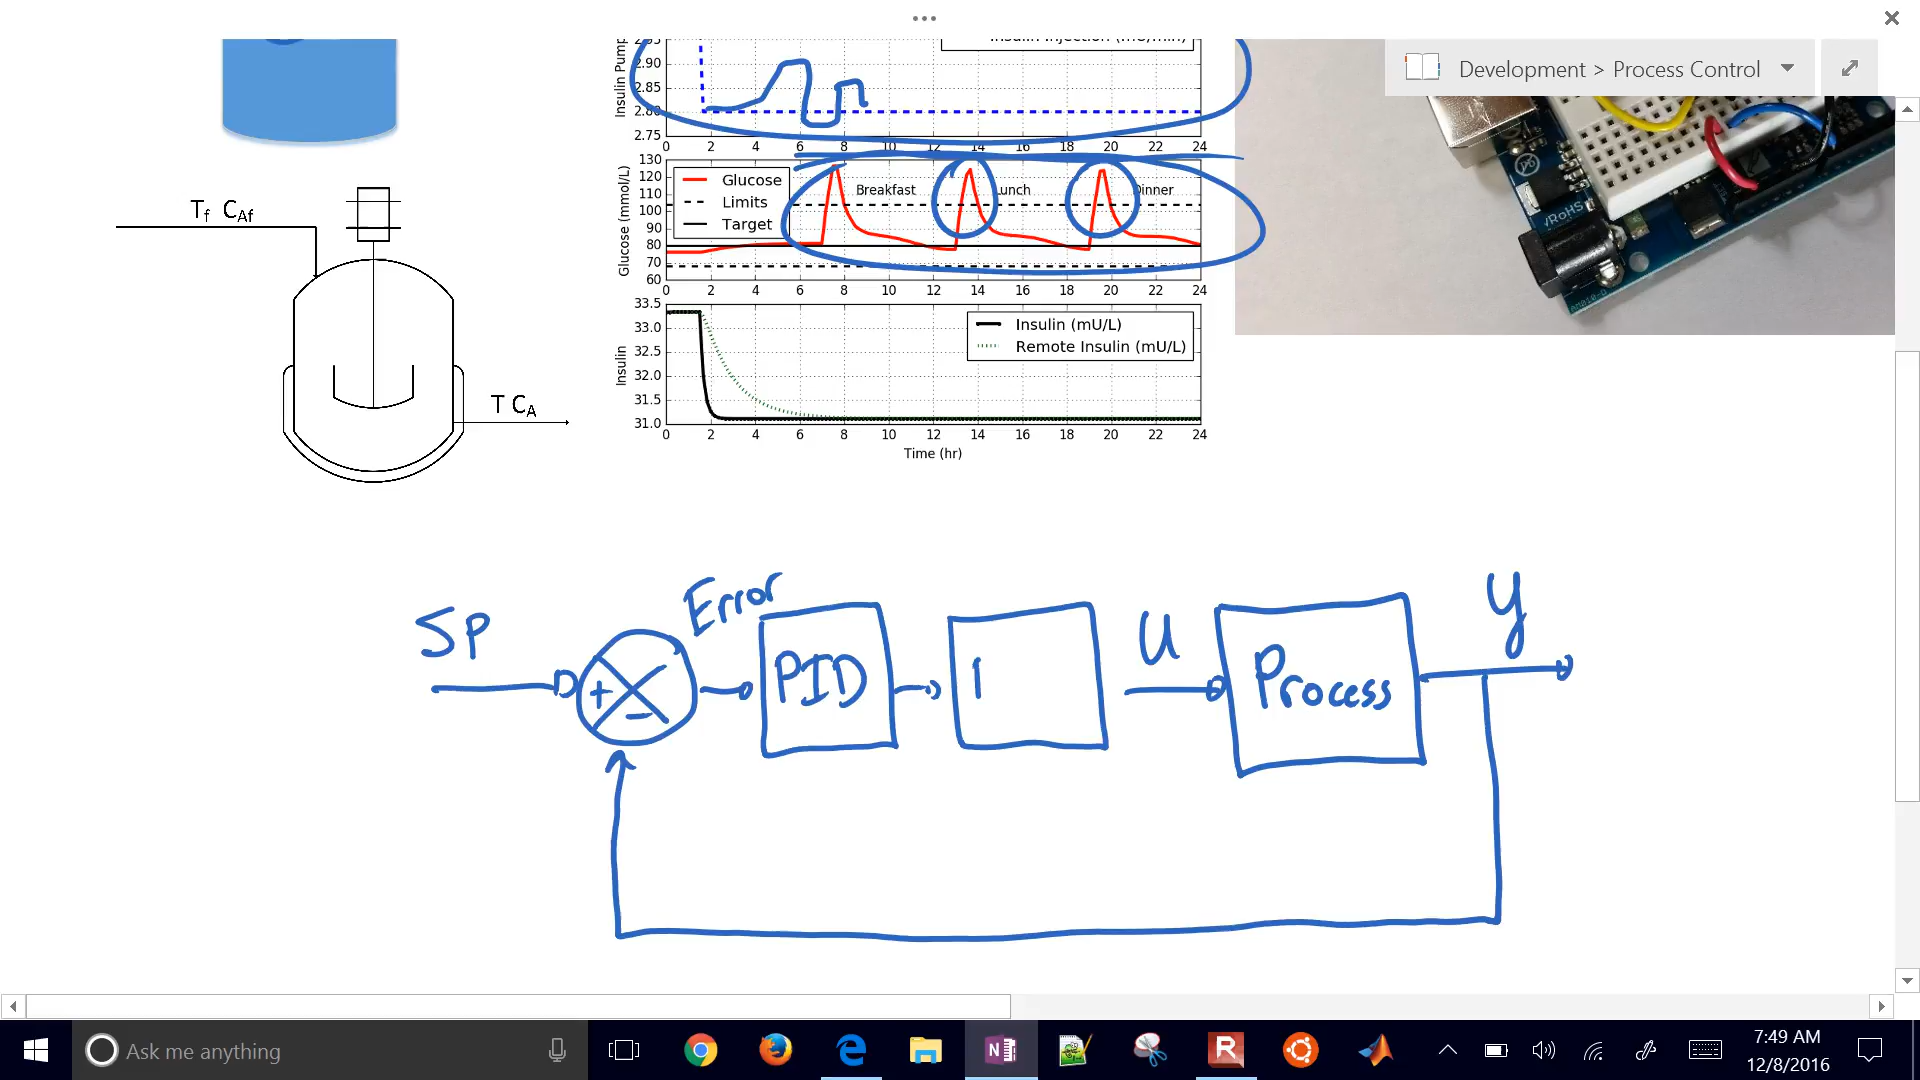 ...
Development > Process Control
Insulin Pump
2.90
2.85
2.80
2.75
0 2 4 6 8 10 12 14 16 18 20 22 24
Tf CAf
Glucose (mmol/L)
130
120
110
100
90
80
70
60
Glucose
Limits
Target
Breakfast
unch
Dinner
0 2 4 6 8 10 12 14 16 18 20 22 24
RoHS
T CA
Insulin
33.5
33.0
32.5
32.0
31.5
31.0
Insulin (mU/L)
Remote Insulin (mU/L)
0 2 4 6 8 10 12 14 16 18 20 22 24
Time (hr)
SP
+
-
Error
PID
U
Process
y
Ask me anything
N
R
7:49 AM
12/8/2016